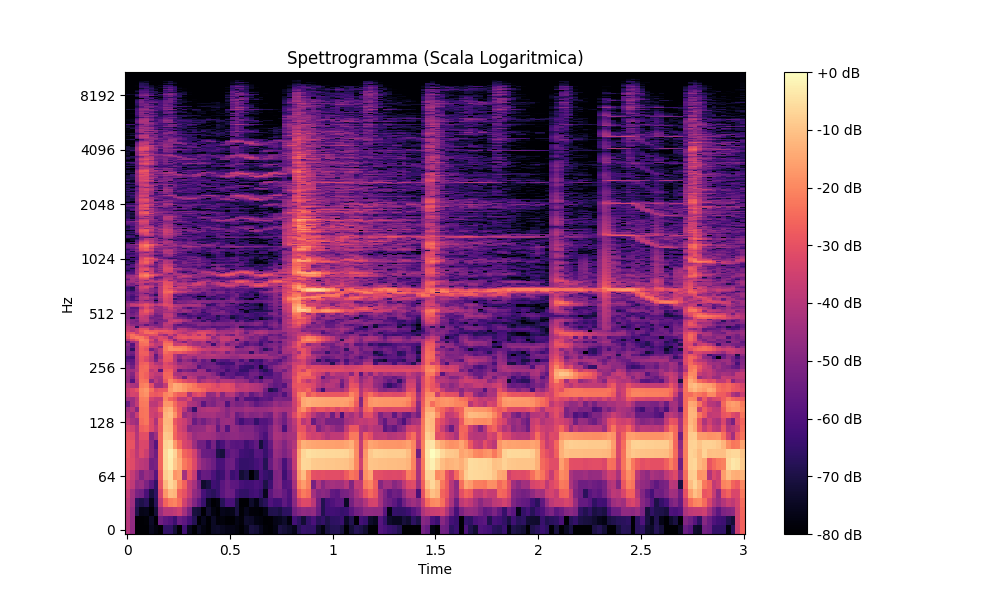 Spettrogramma (Scala Logaritmica)
Hz
8192
4096
2048
1024
512
256
128
64
0
0 0.5 1 1.5 2 2.5 3
Time
+0 dB
-10 dB
-20 dB
-30 dB
-40 dB
-50 dB
-60 dB
-70 dB
-80 dB